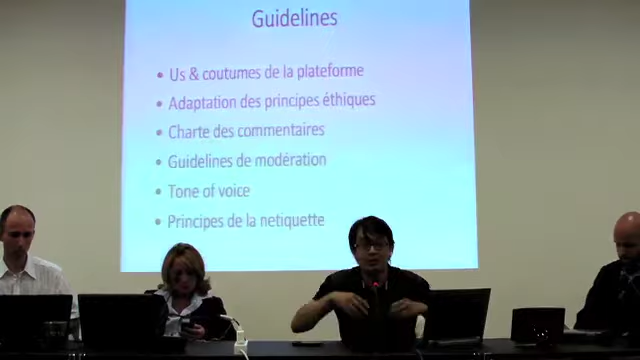 Guidelines
• Us & coutumes de la plateforme
• Adaptation des principes éthiques
• Charte des commentaires
• Guidelines de modération
• Tone of voice
• Principes de la netiquette